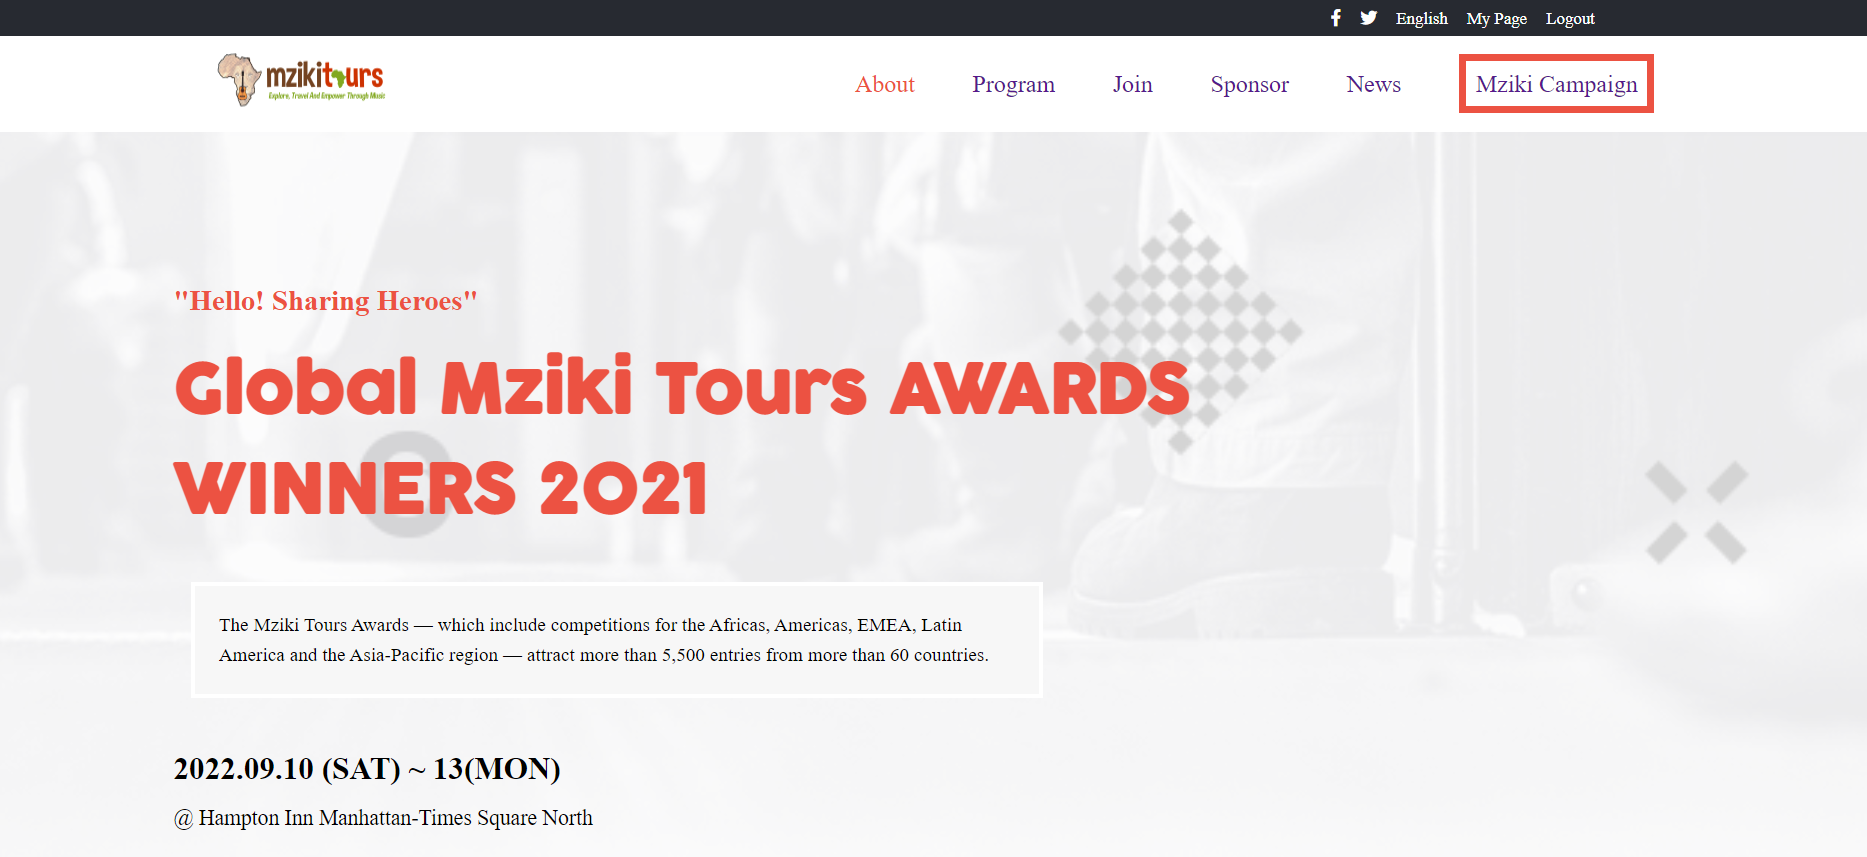 English My Page Logout
mzikitours
Explore, Travel And Empower Through Music
About Program Join Sponsor News Mziki Campaign
"Hello! Sharing Heroes"
Global Mziki Tours AWARDS
WINNERS 2021
The Mziki Tours Awards — which include competitions for the Africas, Americas, EMEA, Latin
America and the Asia-Pacific region — attract more than 5,500 entries from more than 60 countries.
2022.09.10 (SAT) ~ 13(MON)
@ Hampton Inn Manhattan-Times Square North